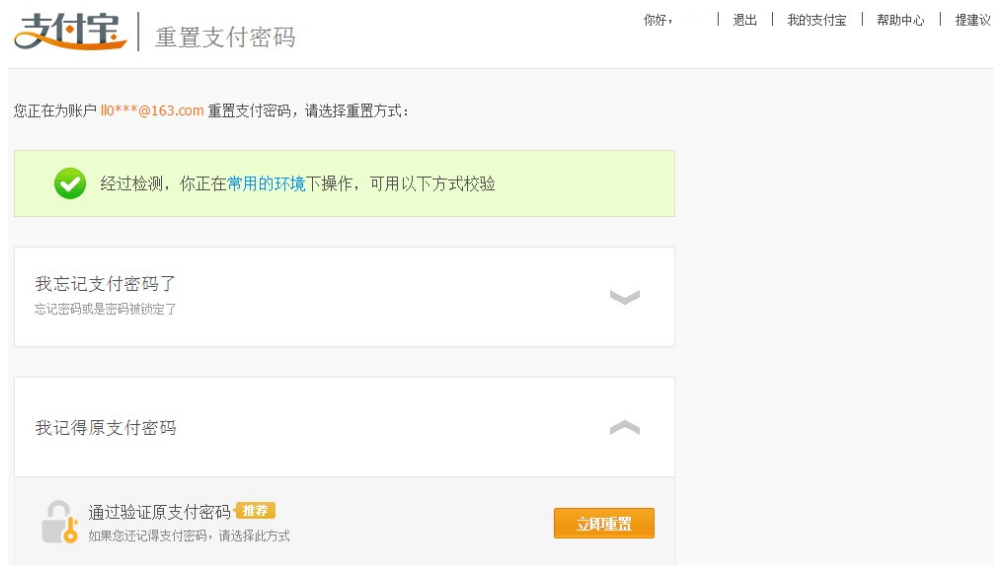 支付宝 | 重置支付密码
你好， | 退出 | 我的支付宝 | 帮助中心 | 提建议
您正在为账户 ll0***@163.com 重置支付密码，请选择重置方式：
经过检测，你正在常用的环境下操作，可用以下方式校验
我忘记支付密码了
忘记密码或是密码被锁定了
我记得原支付密码
通过验证原支付密码 推荐
如果您还记得支付密码，请选择此方式
立即重置